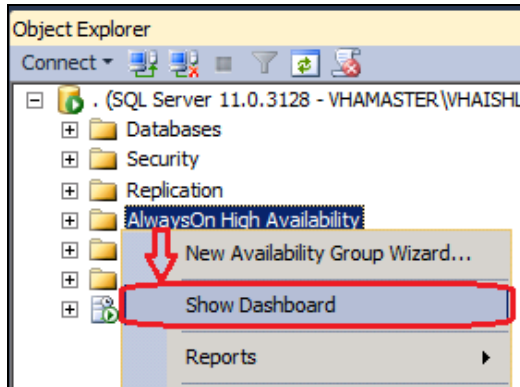 Object Explorer
Connect
. (SQL Server 11.0.3128 - VHAMASTER\VHAISHL
Databases
Security
Replication
AlwaysOn High Availability
New Availability Group Wizard...
Show Dashboard
Reports